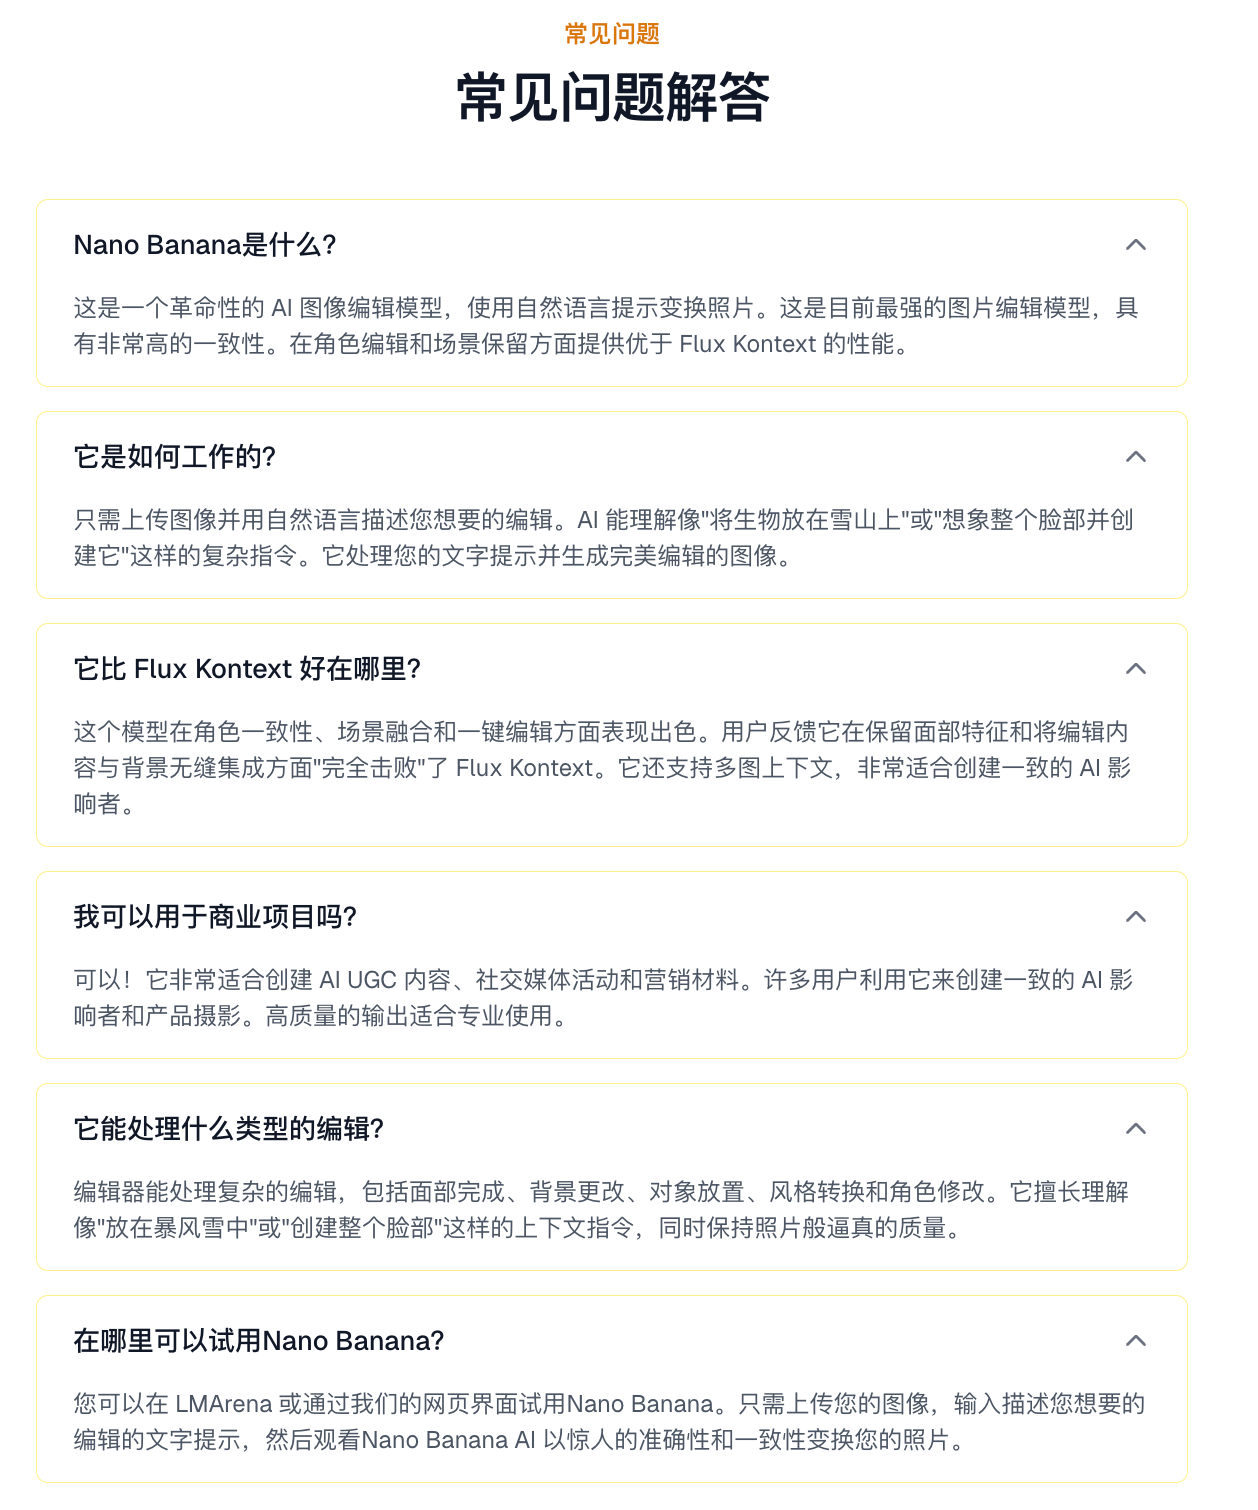 常见问题
常见问题解答
Nano Banana是什么?
这是一个革命性的 AI 图像编辑模型，使用自然语言提示变换照片。这是目前最强的图片编辑模型，具
有非常高的一致性。在角色编辑和场景保留方面提供优于 Flux Kontext 的性能。
它是如何工作的?
只需上传图像并用自然语言描述您想要的编辑。AI 能理解像"将生物放在雪山上"或"想象整个脸部并创
建它"这样的复杂指令。它处理您的文字提示并生成完美编辑的图像。
它比 Flux Kontext 好在哪里?
这个模型在角色一致性、场景融合和一键编辑方面表现出色。用户反馈它在保留面部特征和将编辑内
容与背景无缝集成方面"完全击败"了 Flux Kontext。它还支持多图上下文，非常适合创建一致的 AI 影
响者。
我可以用于商业项目吗?
可以！它非常适合创建 AI UGC 内容、社交媒体活动和营销材料。许多用户利用它来创建一致的 AI 影
响者和产品摄影。高质量的输出适合专业使用。
它能处理什么类型的编辑?
编辑器能处理复杂的编辑，包括面部完成、背景更改、对象放置、风格转换和角色修改。它擅长理解
像"放在暴风雪中"或"创建整个脸部"这样的上下文指令，同时保持照片般逼真的质量。
在哪里可以试用Nano Banana?
您可以在 LMArena 或通过我们的网页界面试用Nano Banana。只需上传您的图像，输入描述您想要的
编辑的文字提示，然后观看Nano Banana AI 以惊人的准确性和一致性变换您的照片。